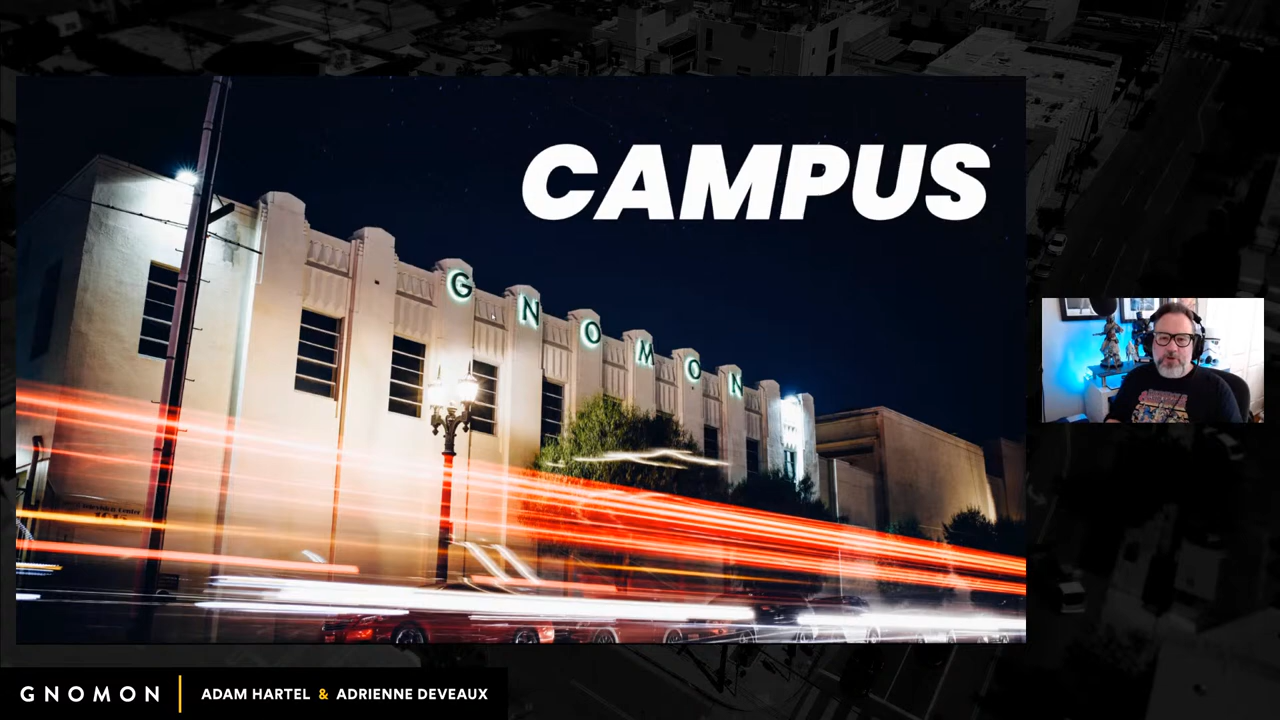 CAMPUS
GNOMON
GNOMON
ADAM HARTEL & ADRIENNE DEVEAUX